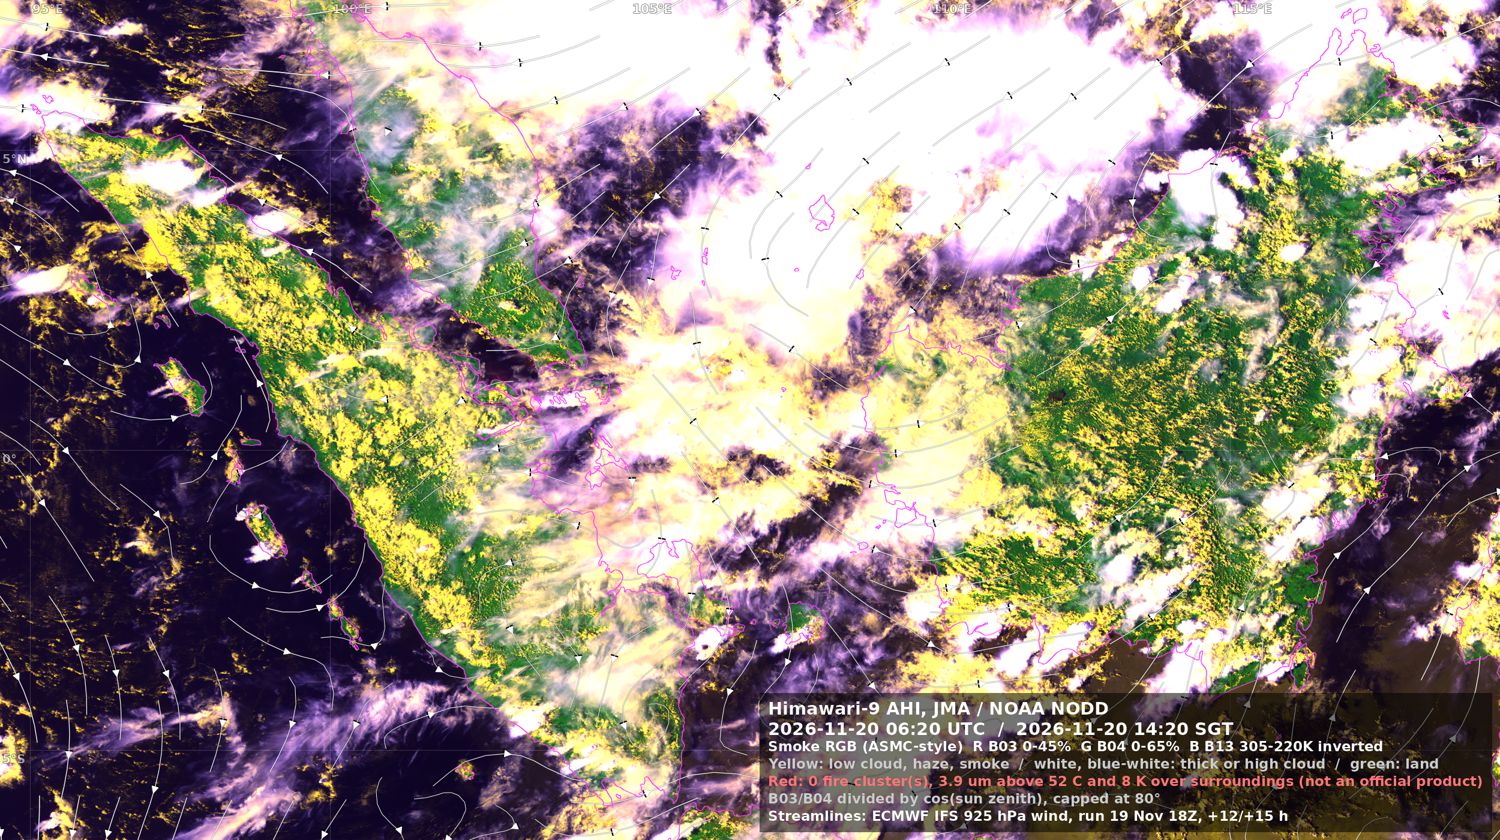 95°E 100°E 105°E 110°E 115°E
5°N
0°
5°S
Himawari-9 AHI, JMA / NOAA NODD
2026-11-20 06:20 UTC / 2026-11-20 14:20 SGT
Smoke RGB (ASMC-style) R B03 0-45% G B04 0-65% B B13 305-220K inverted
Yellow: low cloud, haze, smoke / white, blue-white: thick or high cloud / green: land
Red: 0 fire cluster(s), 3.9 um above 52 C and 8 K over surroundings (not an official product)
B03/B04 divided by cos(sun zenith), capped at 80°
Streamlines: ECMWF IFS 925 hPa wind, run 19 Nov 18Z, +12/+15 h